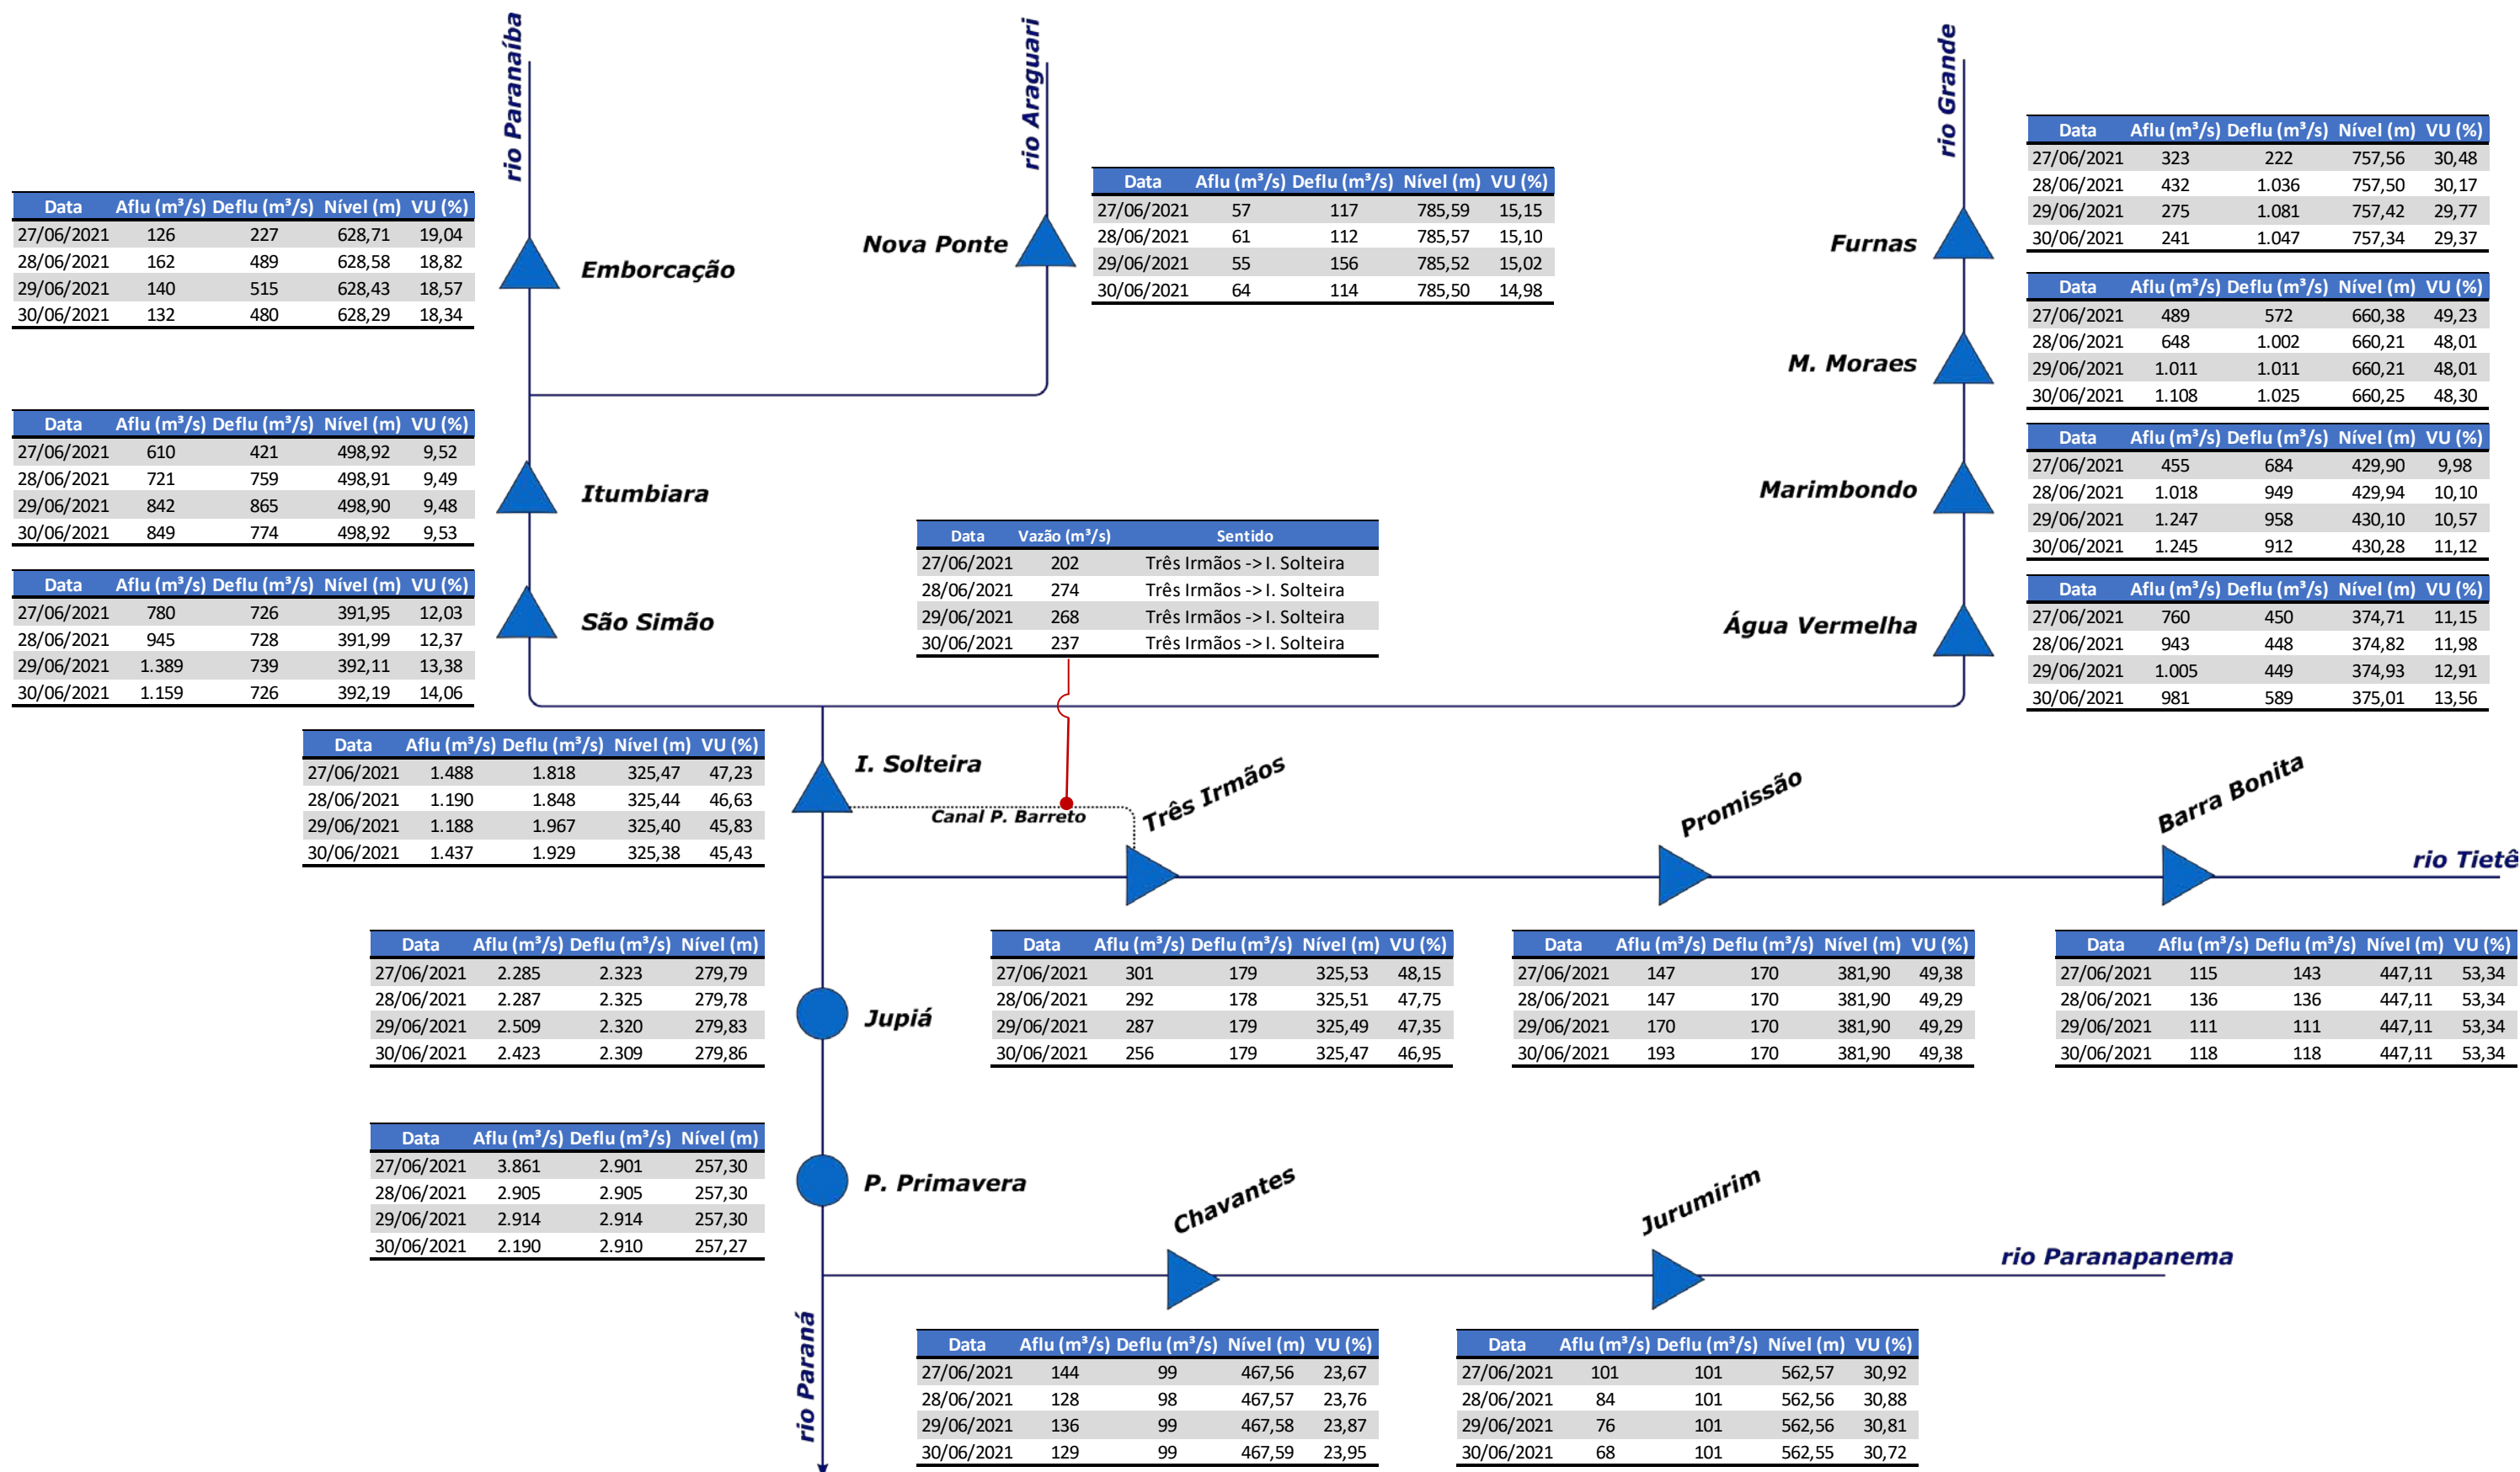 rio Paranaíba
rio Araguari
rio Grande
Data Aflu (m³/s) Deflu (m³/s) Nível (m) VU (%)
27/06/2021 126 227 628,71 19,04
28/06/2021 162 489 628,58 18,82
29/06/2021 140 515 628,43 18,57
30/06/2021 132 480 628,29 18,34
Emborcação
Nova Ponte
Data Aflu (m³/s) Deflu (m³/s) Nível (m) VU (%)
27/06/2021 57 117 785,59 15,15
28/06/2021 61 112 785,57 15,10
29/06/2021 55 156 785,52 15,02
30/06/2021 64 114 785,50 14,98
Furnas
Data Aflu (m³/s) Deflu (m³/s) Nível (m) VU (%)
27/06/2021 323 222 757,56 30,48
28/06/2021 432 1.036 757,50 30,17
29/06/2021 275 1.081 757,42 29,77
30/06/2021 241 1.047 757,34 29,37
M. Moraes
Data Aflu (m³/s) Deflu (m³/s) Nível (m) VU (%)
27/06/2021 489 572 660,38 49,23
28/06/2021 648 1.002 660,21 48,01
29/06/2021 1.011 1.011 660,21 48,01
30/06/2021 1.108 1.025 660,25 48,30
Data Aflu (m³/s) Deflu (m³/s) Nível (m) VU (%)
27/06/2021 610 421 498,92 9,52
28/06/2021 721 759 498,91 9,49
29/06/2021 842 865 498,90 9,48
30/06/2021 849 774 498,92 9,53
Itumbiara
Marimbondo
Data Aflu (m³/s) Deflu (m³/s) Nível (m) VU (%)
27/06/2021 455 684 429,90 9,98
28/06/2021 1.018 949 429,94 10,10
29/06/2021 1.247 958 430,10 10,57
30/06/2021 1.245 912 430,28 11,12
Data Vazão (m³/s) Sentido
27/06/2021 202 Três Irmãos -> I. Solteira
28/06/2021 274 Três Irmãos -> I. Solteira
29/06/2021 268 Três Irmãos -> I. Solteira
30/06/2021 237 Três Irmãos -> I. Solteira
Data Aflu (m³/s) Deflu (m³/s) Nível (m) VU (%)
27/06/2021 780 726 391,95 12,03
28/06/2021 945 728 391,99 12,37
29/06/2021 1.389 739 392,11 13,38
30/06/2021 1.159 726 392,19 14,06
São Simão
Água Vermelha
Data Aflu (m³/s) Deflu (m³/s) Nível (m) VU (%)
27/06/2021 760 450 374,71 11,15
28/06/2021 943 448 374,82 11,98
29/06/2021 1.005 449 374,93 12,91
30/06/2021 981 589 375,01 13,56
Data Aflu (m³/s) Deflu (m³/s) Nível (m) VU (%)
27/06/2021 1.488 1.818 325,47 47,23
28/06/2021 1.190 1.848 325,44 46,63
29/06/2021 1.188 1.967 325,40 45,83
30/06/2021 1.437 1.929 325,38 45,43
I. Solteira
Canal P. Barreto
Três Irmãos
Promissão
Barra Bonita
rio Tietê
Data Aflu (m³/s) Deflu (m³/s) Nível (m)
27/06/2021 2.285 2.323 279,79
28/06/2021 2.287 2.325 279,78
29/06/2021 2.509 2.320 279,83
30/06/2021 2.423 2.309 279,86
Jupiá
Data Aflu (m³/s) Deflu (m³/s) Nível (m) VU (%)
27/06/2021 301 179 325,53 48,15
28/06/2021 292 178 325,51 47,75
29/06/2021 287 179 325,49 47,35
30/06/2021 256 179 325,47 46,95
Data Aflu (m³/s) Deflu (m³/s) Nível (m) VU (%)
27/06/2021 147 170 381,90 49,38
28/06/2021 147 170 381,90 49,29
29/06/2021 170 170 381,90 49,29
30/06/2021 193 170 381,90 49,38
Data Aflu (m³/s) Deflu (m³/s) Nível (m) VU (%)
27/06/2021 115 143 447,11 53,34
28/06/2021 136 136 447,11 53,34
29/06/2021 111 111 447,11 53,34
30/06/2021 118 118 447,11 53,34
Data Aflu (m³/s) Deflu (m³/s) Nível (m)
27/06/2021 3.861 2.901 257,30
28/06/2021 2.905 2.905 257,30
29/06/2021 2.914 2.914 257,30
30/06/2021 2.190 2.910 257,27
P. Primavera
Chavantes
Jurumirim
rio Paranapanema
rio Paraná
Data Aflu (m³/s) Deflu (m³/s) Nível (m) VU (%)
27/06/2021 144 99 467,56 23,67
28/06/2021 128 98 467,57 23,76
29/06/2021 136 99 467,58 23,87
30/06/2021 129 99 467,59 23,95
Data Aflu (m³/s) Deflu (m³/s) Nível (m) VU (%)
27/06/2021 101 101 562,57 30,92
28/06/2021 84 101 562,56 30,88
29/06/2021 76 101 562,56 30,81
30/06/2021 68 101 562,55 30,72